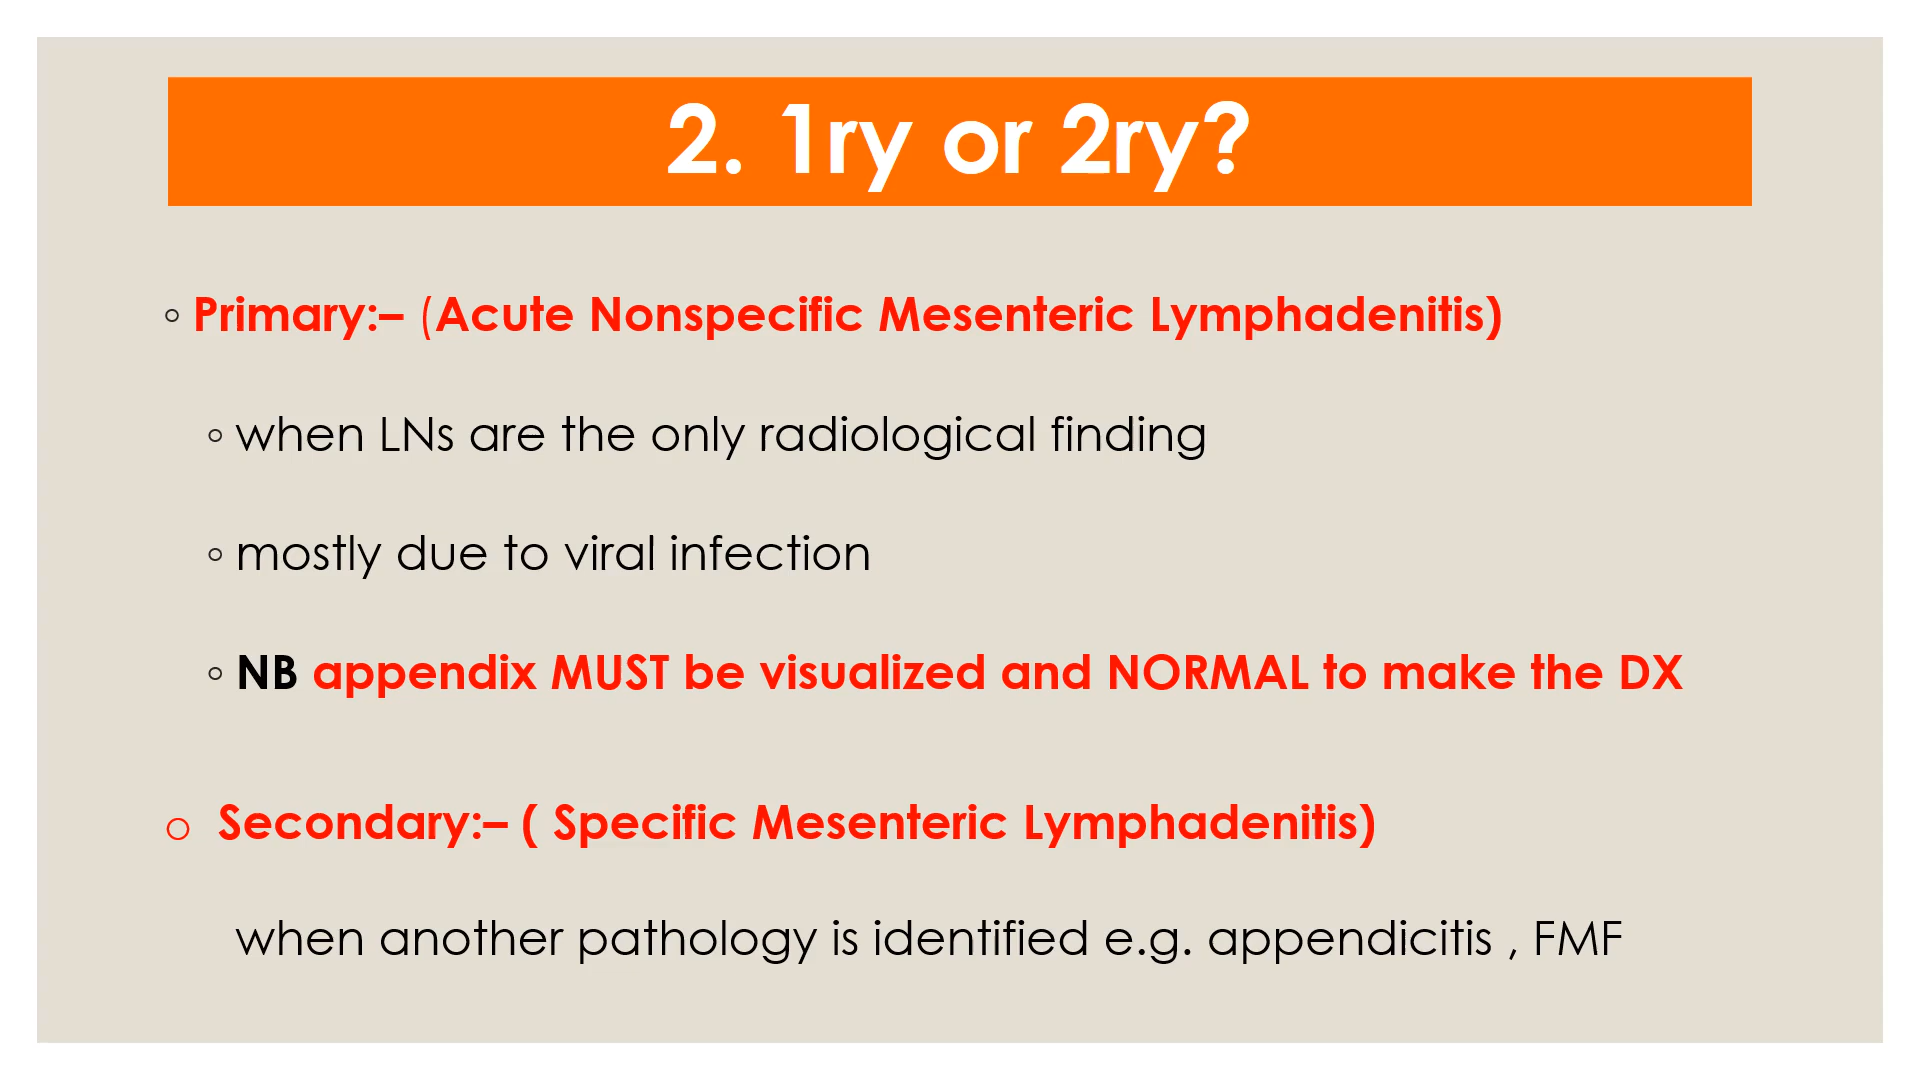 2. 1ry or 2ry?
◦ Primary:– (Acute Nonspecific Mesenteric Lymphadenitis)
◦ when LNs are the only radiological finding
◦ mostly due to viral infection
◦ NB appendix MUST be visualized and NORMAL to make the DX
o Secondary:– ( Specific Mesenteric Lymphadenitis)
when another pathology is identified e.g. appendicitis , FMF